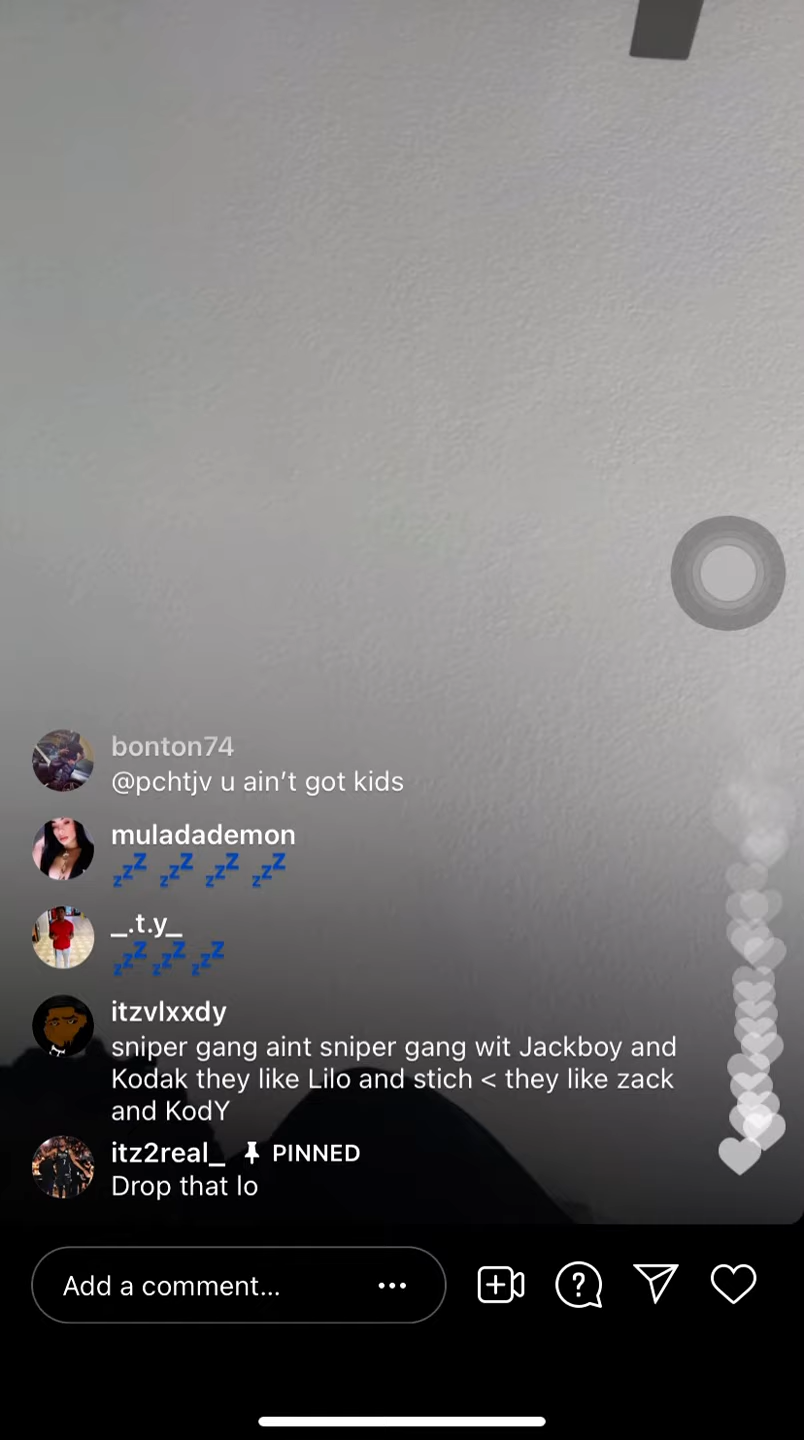 bonton74
@pchtjv u ain’t got kids
muladademon
💤 💤 💤 💤
_.t.y_
💤💤💤
itzvlxxdy
sniper gang aint sniper gang wit Jackboy and
Kodak they like Lilo and stich < they like zack
and KodY
itz2real_ PINNED
Drop that lo
Add a comment...